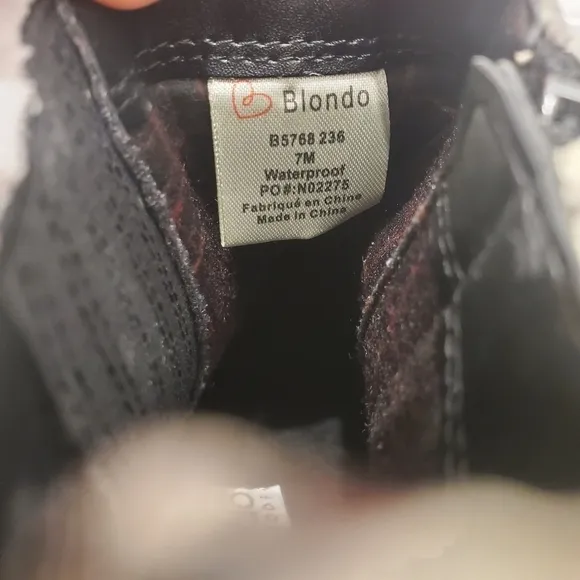 Blondo
B5768 236
7M
Waterproof
PO#:N02275
Fabriqué en Chine
Made in China